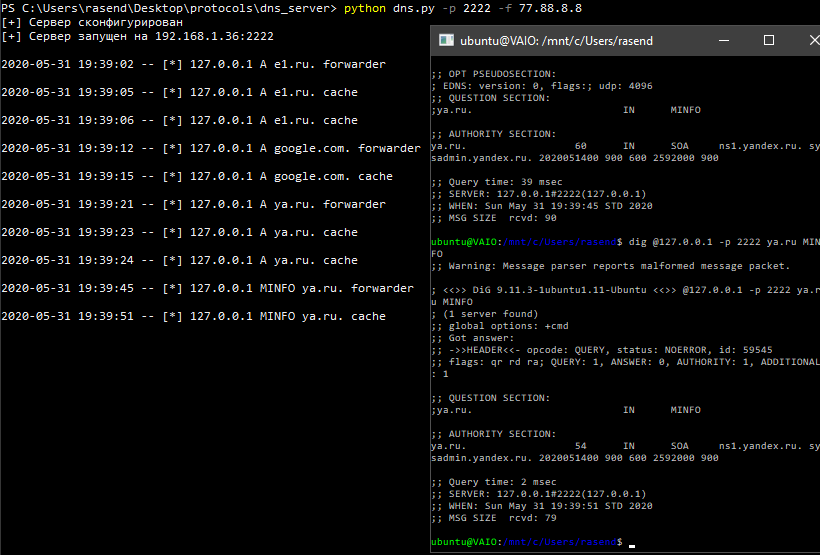 PS C:\Users\rasend\Desktop\protocols\dns_server> python dns.py -p 2222 -f 77.88.8.8
[+] Сервер сконфигурирован
[+] Сервер запущен на 192.168.1.36:2222
2020-05-31 19:39:02 -- [*] 127.0.0.1 A e1.ru. forwarder
2020-05-31 19:39:05 -- [*] 127.0.0.1 A e1.ru. cache
2020-05-31 19:39:06 -- [*] 127.0.0.1 A e1.ru. cache
2020-05-31 19:39:12 -- [*] 127.0.0.1 A google.com. forwarder
2020-05-31 19:39:15 -- [*] 127.0.0.1 A google.com. cache
2020-05-31 19:39:21 -- [*] 127.0.0.1 A ya.ru. forwarder
2020-05-31 19:39:23 -- [*] 127.0.0.1 A ya.ru. cache
2020-05-31 19:39:24 -- [*] 127.0.0.1 A ya.ru. cache
2020-05-31 19:39:45 -- [*] 127.0.0.1 MINFO ya.ru. forwarder
2020-05-31 19:39:51 -- [*] 127.0.0.1 MINFO ya.ru. cache
ubuntu@VAIO: /mnt/c/Users/rasend
;; OPT PSEUDOSECTION:
; EDNS: version: 0, flags:; udp: 4096
;; QUESTION SECTION:
;ya.ru. IN MINFO
;; AUTHORITY SECTION:
ya.ru. 60 IN SOA ns1.yandex.ru. sy
sadmin.yandex.ru. 2020051400 900 600 2592000 900
;; Query time: 39 msec
;; SERVER: 127.0.0.1#2222(127.0.0.1)
;; WHEN: Sun May 31 19:39:45 STD 2020
;; MSG SIZE  rcvd: 90
ubuntu@VAIO:/mnt/c/Users/rasend$ dig @127.0.0.1 -p 2222 ya.ru MIN
FO
;; Warning: Message parser reports malformed message packet.
; <<>> DiG 9.11.3-1ubuntu1.11-Ubuntu <<>> @127.0.0.1 -p 2222 ya.r
u MINFO
; (1 server found)
;; global options: +cmd
;; Got answer:
;; ->>HEADER<<- opcode: QUERY, status: NOERROR, id: 59545
;; flags: qr rd ra; QUERY: 1, ANSWER: 0, AUTHORITY: 1, ADDITIONAL
: 1
;; QUESTION SECTION:
;ya.ru. IN MINFO
;; AUTHORITY SECTION:
ya.ru. 54 IN SOA ns1.yandex.ru. sy
sadmin.yandex.ru. 2020051400 900 600 2592000 900
;; Query time: 2 msec
;; SERVER: 127.0.0.1#2222(127.0.0.1)
;; WHEN: Sun May 31 19:39:51 STD 2020
;; MSG SIZE  rcvd: 79
ubuntu@VAIO:/mnt/c/Users/rasend$